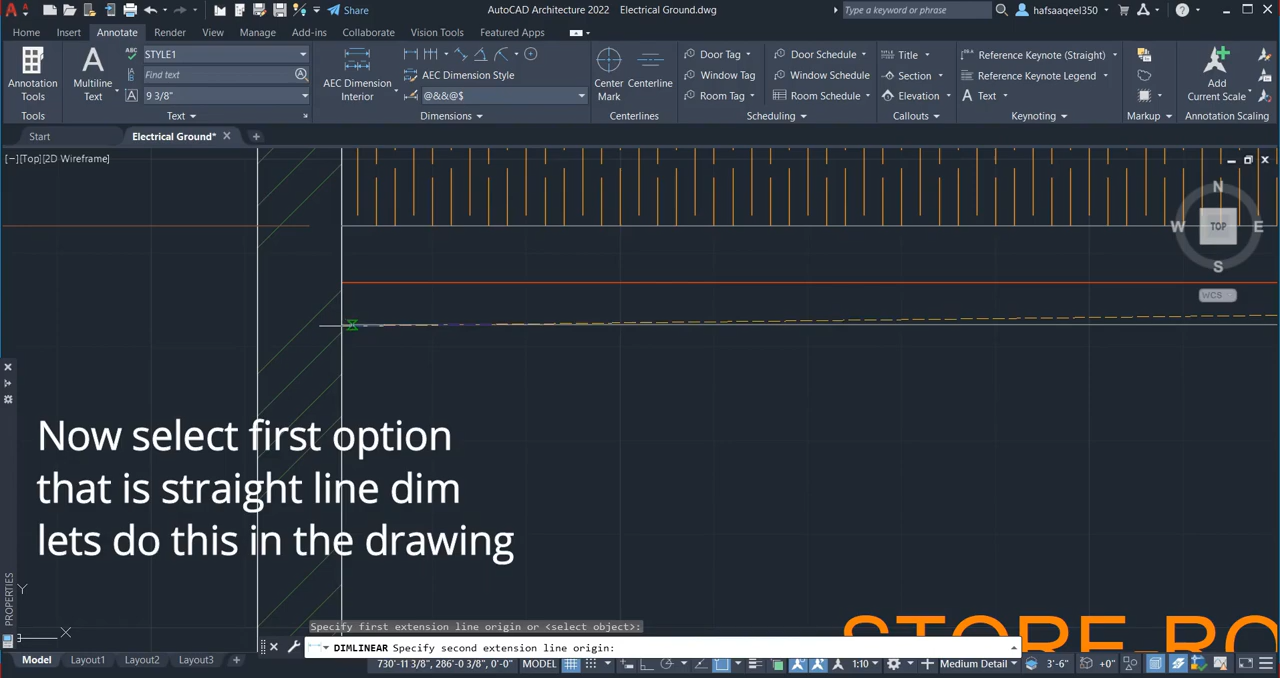 Share
AutoCAD Architecture 2022 Electrical Ground.dwg
Type a keyword or phrase
hafsaaqeel350
Home Insert Annotate Render View Manage Add-ins Collaborate Vision Tools Featured Apps
Annotation
Tools
Tools
Multiline
Text
STYLE1
Find text
9 3/8"
Text
AEC Dimension
Interior
AEC Dimension Style
@&&@$
Dimensions
Center
Mark
Centerline
Centerlines
Door Tag
Window Tag
Room Tag
Door Schedule
Window Schedule
Room Schedule
Scheduling
Title
Section
Elevation
Callouts
Reference Keynote (Straight)
Reference Keynote Legend
Text
Keynoting
Markup
Add
Current Scale
Annotation Scaling
Start
Electrical Ground*
[−][Top][2D Wireframe]
N
W TOP E
S
WCS
Now select first option
that is straight line dim
lets do this in the drawing
PROPERTIES
Y
X
STORE RO
Specify first extension line origin or <select object>:
DIMLINEAR Specify second extension line origin:
Model Layout1 Layout2 Layout3
730'-11 3/8", 286'-0 3/8", 0'-0" MODEL 1:10 Medium Detail 3'-6" +0"